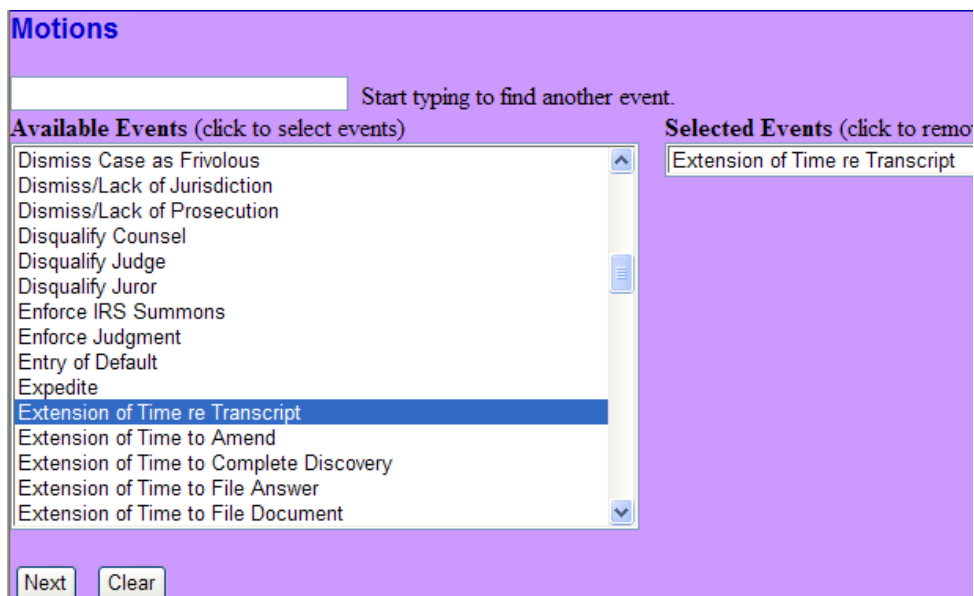 Motions
Start typing to find another event.
Available Events (click to select events)
Selected Events (click to
Dismiss Case as Frivolous
Dismiss/Lack of Jurisdiction
Dismiss/Lack of Prosecution
Disqualify Counsel
Disqualify Judge
Disqualify Juror
Enforce IRS Summons
Enforce Judgment
Entry of Default
Expedite
Extension of Time re Transcript
Extension of Time to Amend
Extension of Time to Complete Discovery
Extension of Time to File Answer
Extension of Time to File Document
Extension of Time re Transcript
Next Clear